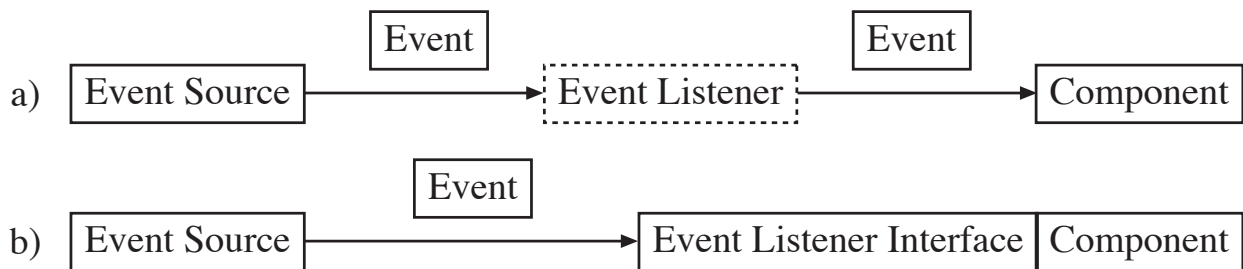 Event Event
a) Event Source Event Listener Component
Event
b) Event Source Event Listener Interface Component